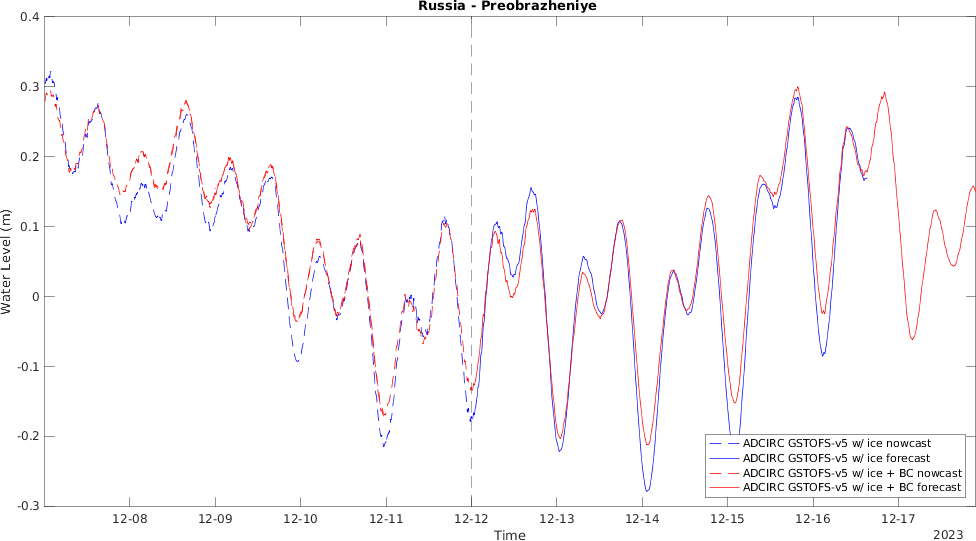 Russia - Preobrazheniye
0.4
0.3
0.2
0.1
0
-0.1
-0.2
-0.3
Water Level (m)
ADCIRC GSTOFS-v5 w/ ice nowcast
ADCIRC GSTOFS-v5 w/ ice forecast
ADCIRC GSTOFS-v5 w/ ice + BC nowcast
ADCIRC GSTOFS-v5 w/ ice + BC forecast
12-08 12-09 12-10 12-11 12-12 12-13 12-14 12-15 12-16 12-17
Time
2023